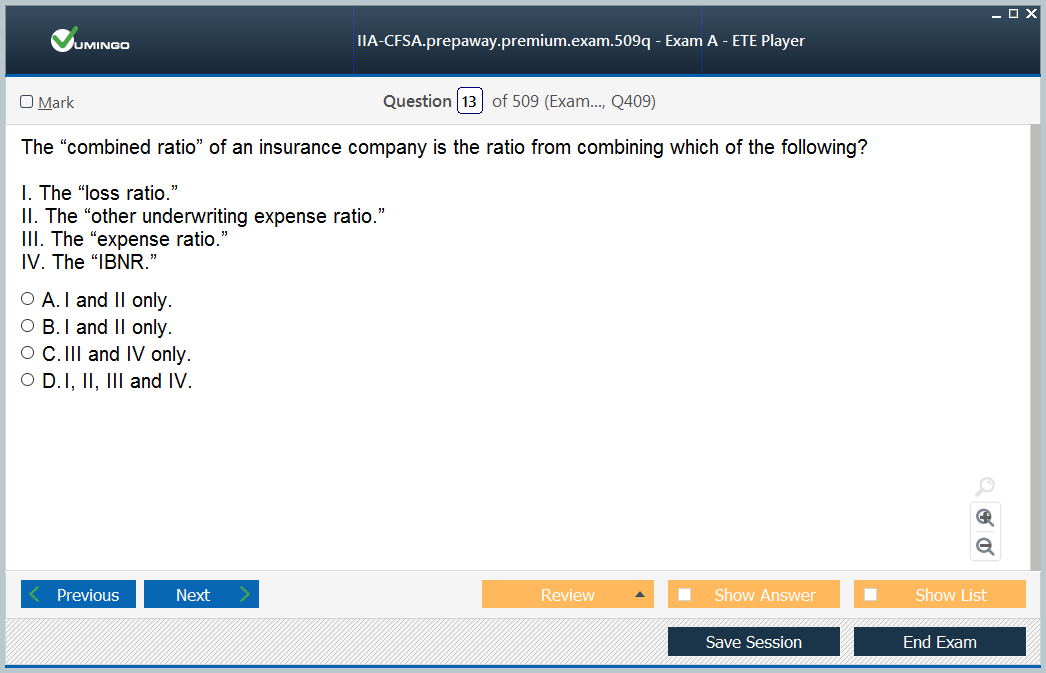 VUMINGO
IIA-CFSA.prepaway.premium.exam.509q - Exam A - ETE Player
Mark
Question 13 of 509 (Exam..., Q409)
The “combined ratio” of an insurance company is the ratio from combining which of the following?
I. The “loss ratio.”
II. The “other underwriting expense ratio.”
III. The “expense ratio.”
IV. The “IBNR.”
A. I and II only.
B. I and II only.
C. III and IV only.
D. I, II, III and IV.
Previous
Next
Review
Show Answer
Show List
Save Session
End Exam